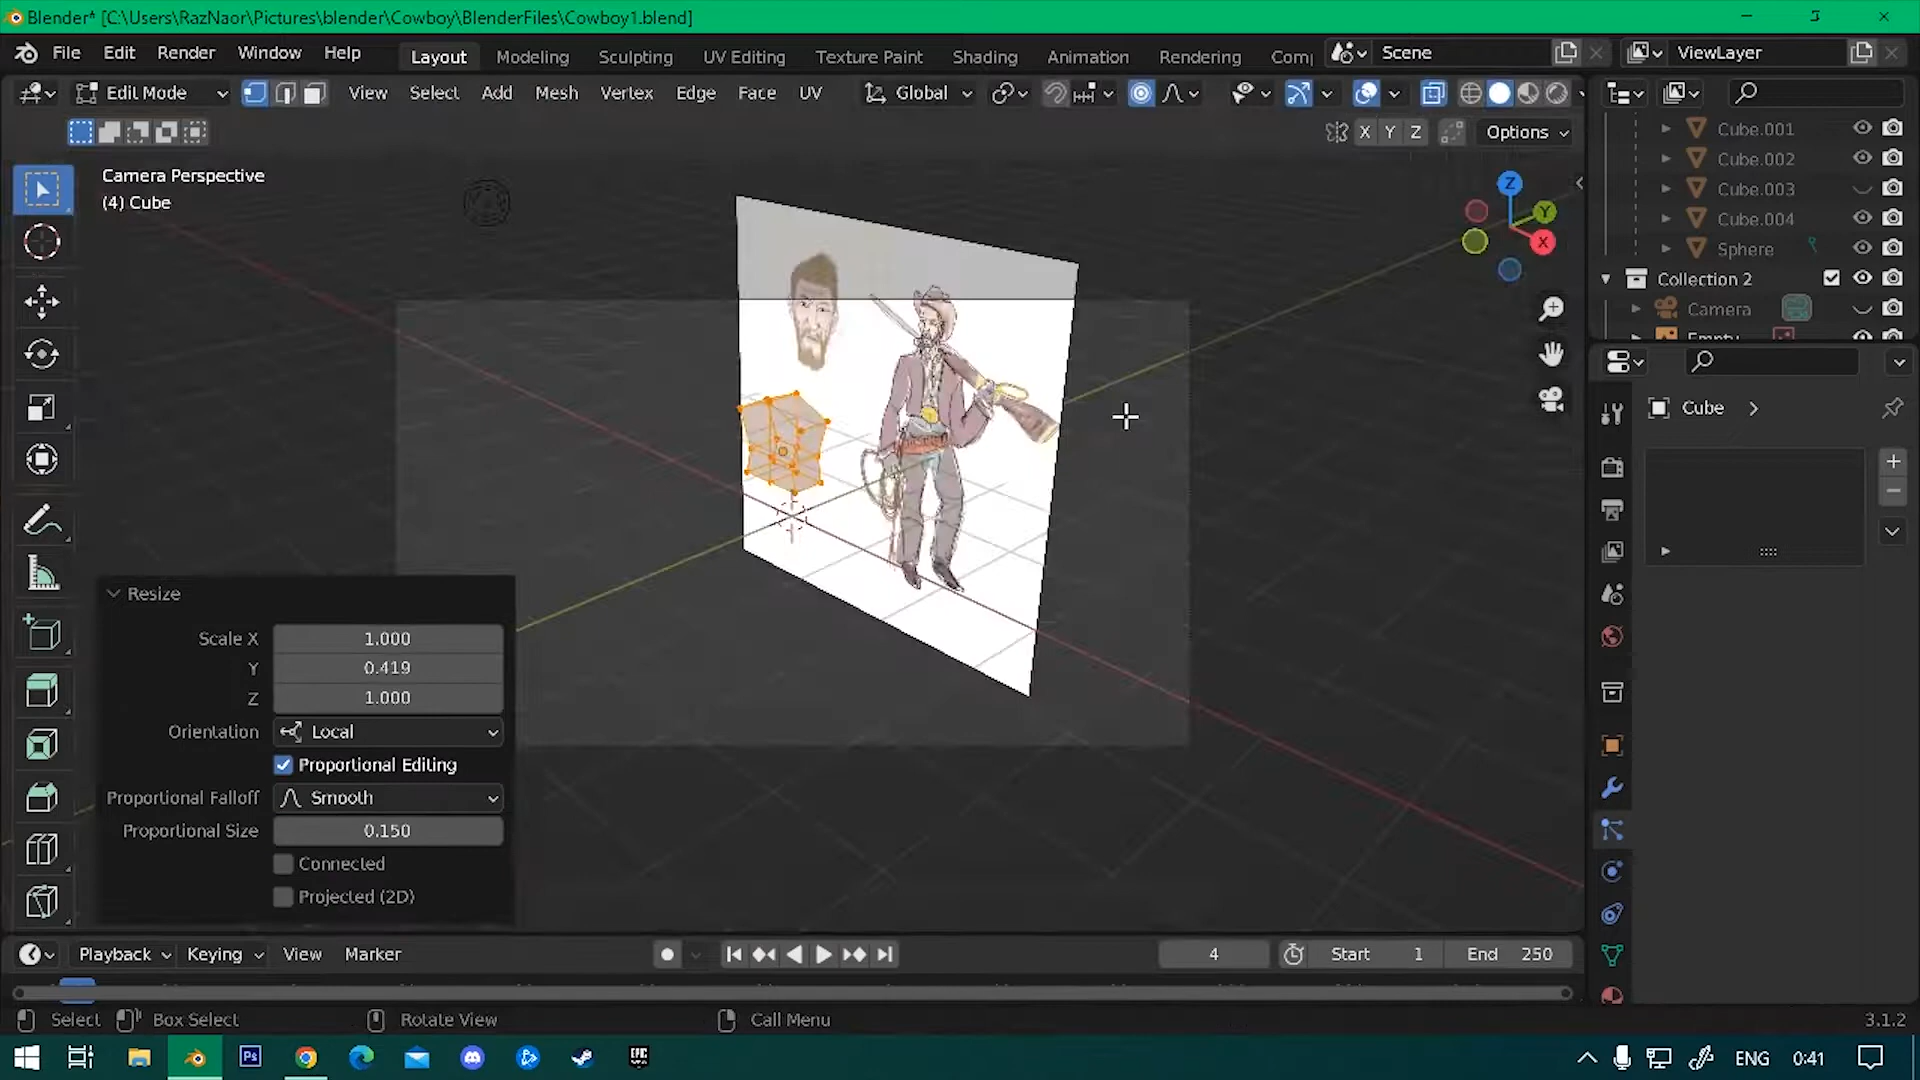 Blender* [C:\Users\RazNaor\Pictures\blender\Cowboy\BlenderFiles\Cowboy1.blend]
File Edit Render Window Help Layout Modeling Sculpting UV Editing Texture Paint Shading Animation Rendering Comp Scene ViewLayer
Edit Mode View Select Add Mesh Vertex Edge Face UV Global
X Y Z Options
Camera Perspective
(4) Cube
Z
Y
X
Cube.001
Cube.002
Cube.003
Cube.004
Sphere
Collection 2
Camera
Empty
Cube
Resize
Scale X 1.000
Y 0.419
Z 1.000
Orientation Local
Proportional Editing
Proportional Falloff Smooth
Proportional Size 0.150
Connected
Projected (2D)
Playback Keying View Marker 4 Start 1 End 250
Select Box Select Rotate View Call Menu 3.1.2
Ps EPIC ENG 0:41